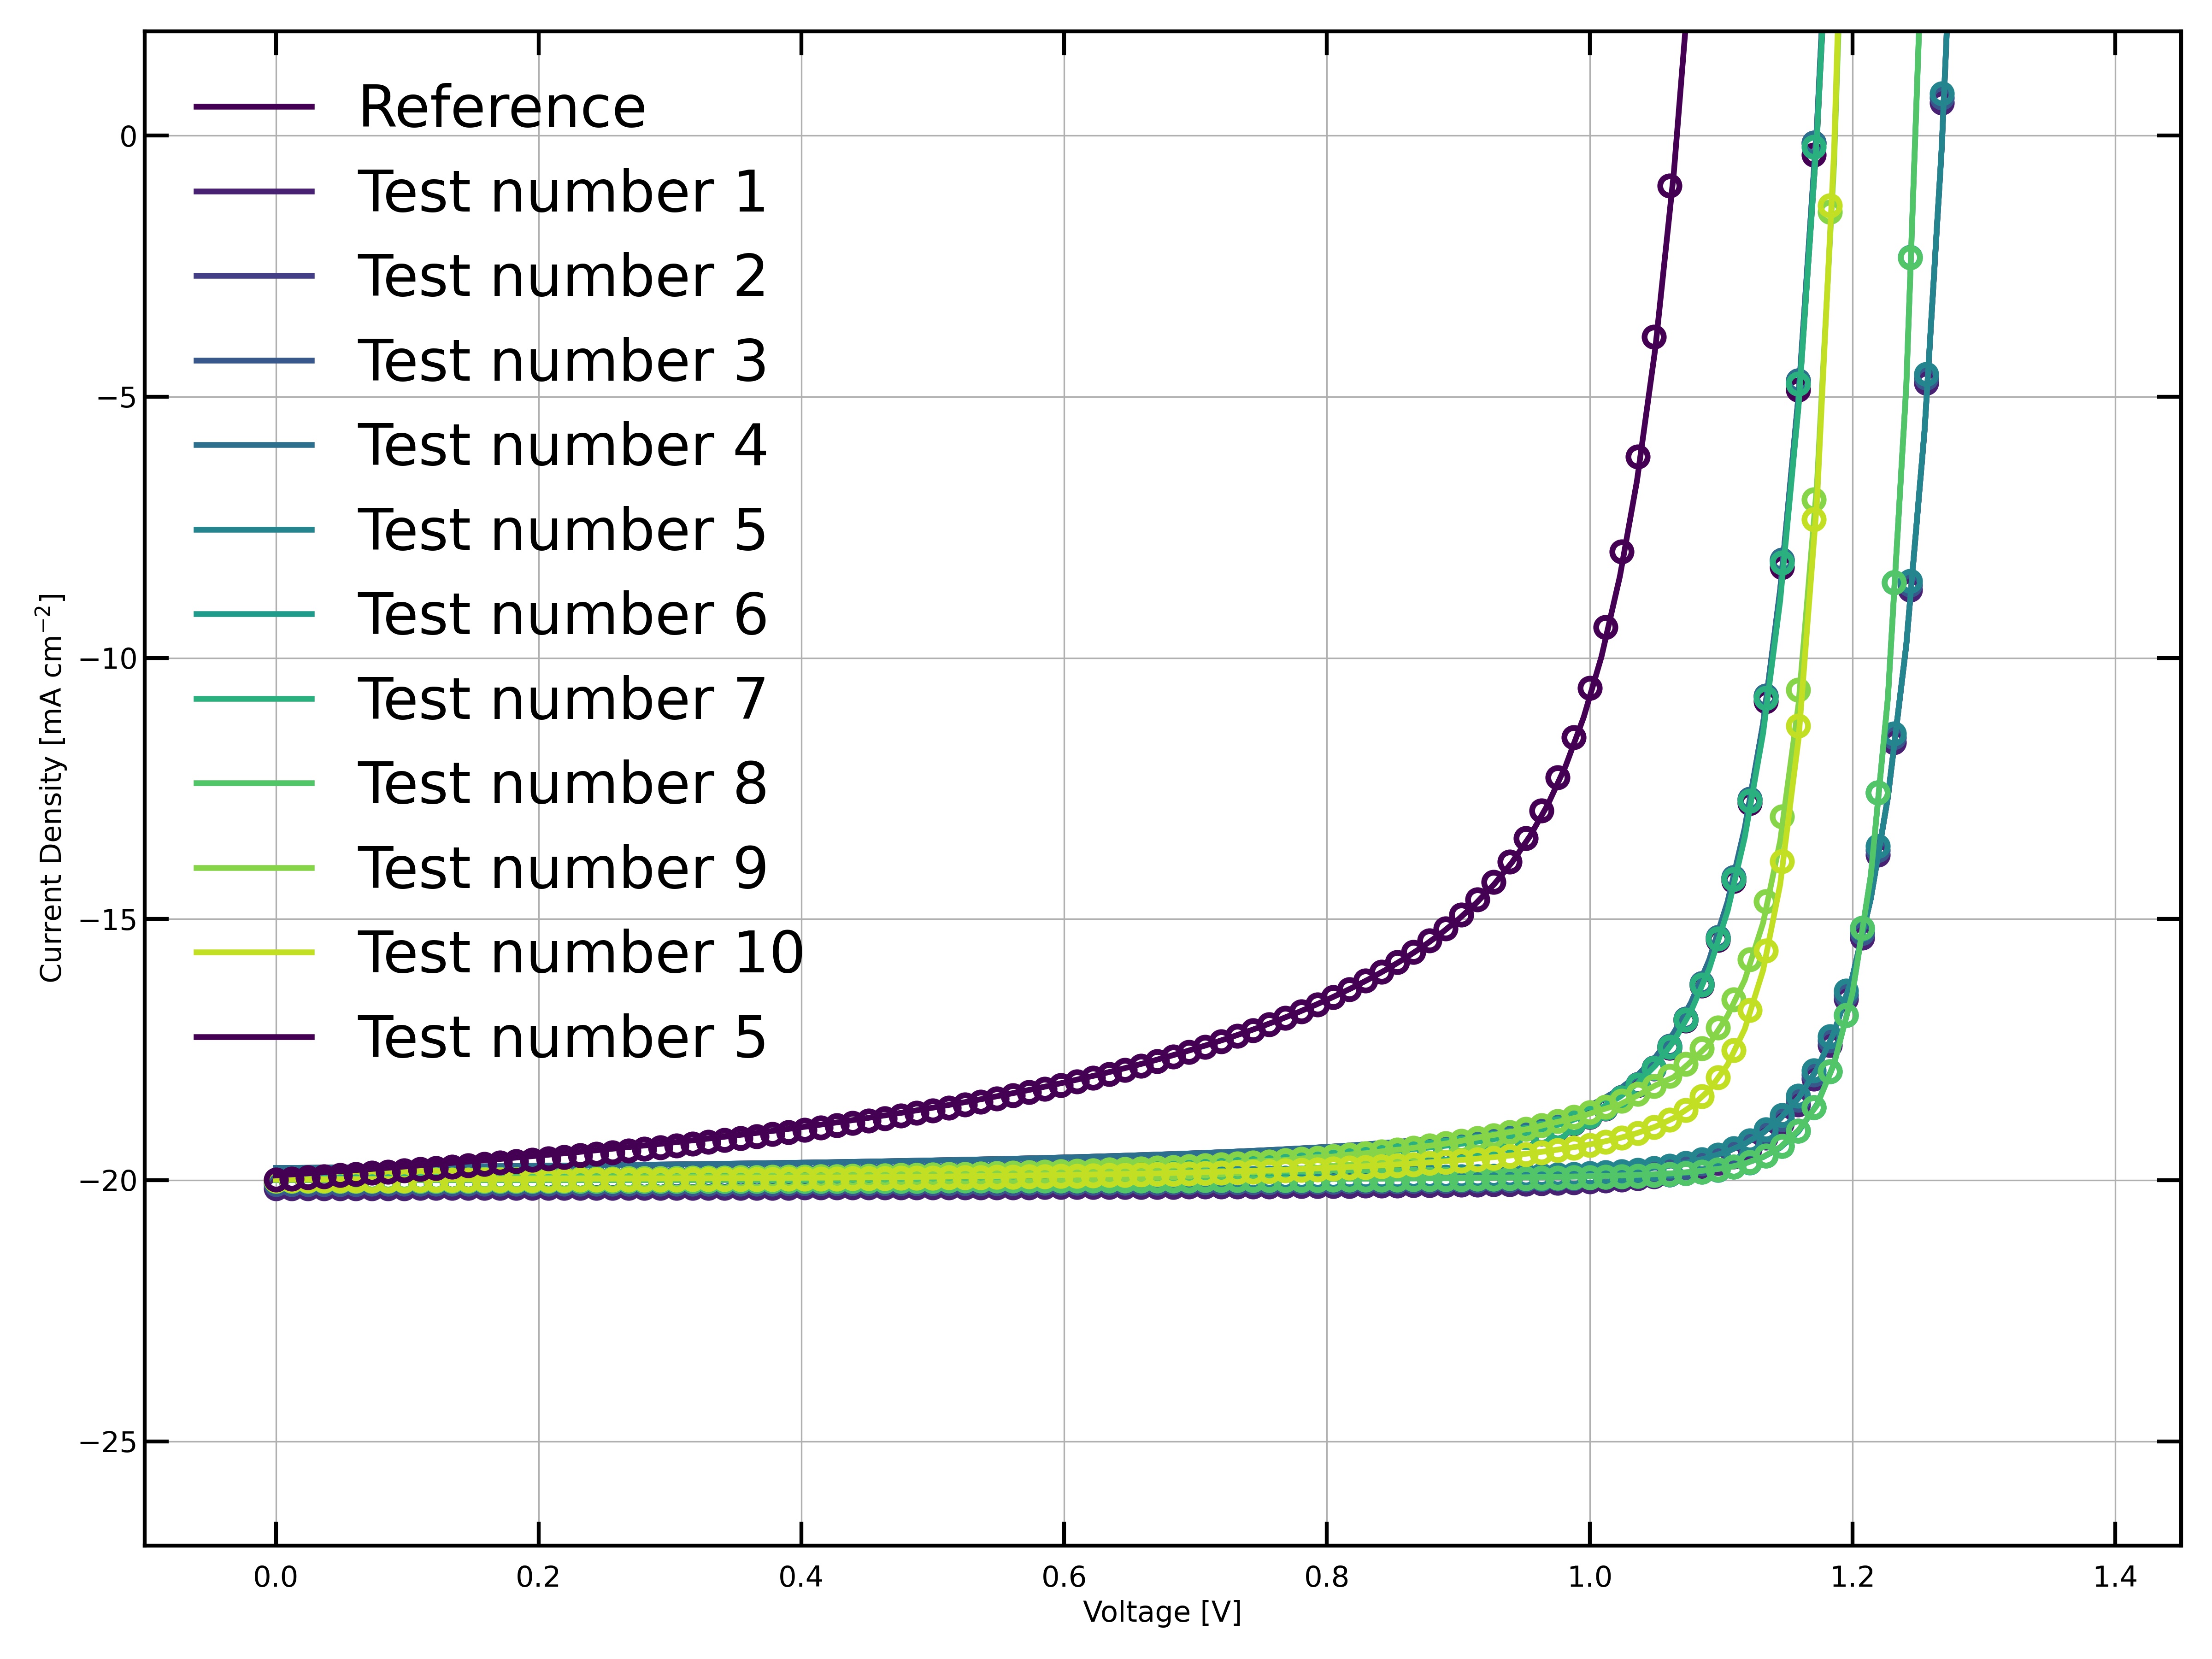 Reference
Test number 1
Test number 2
Test number 3
Test number 4
Test number 5
Test number 6
Test number 7
Test number 8
Test number 9
Test number 10
Test number 5
0
−5
−10
−15
−20
−25
Current Density [mA cm⁻²]
0.0 0.2 0.4 0.6 0.8 1.0 1.2 1.4
Voltage [V]